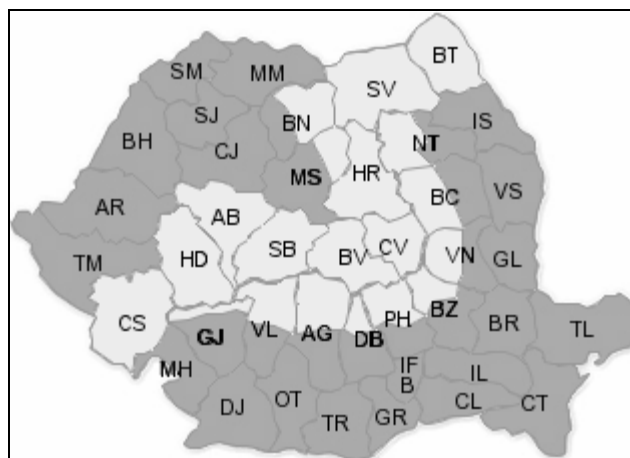 BT
SM
MM
SV
SJ
BN
IS
BH
CJ
NT
MS
HR
BC
VS
AR
AB
SB
BV
CV
VN
GL
TM
HD
CS
GJ
VL
AG
DB
PH
BZ
BR
TL
MH
IF
B
IL
DJ
OT
TR
GR
CL
CT